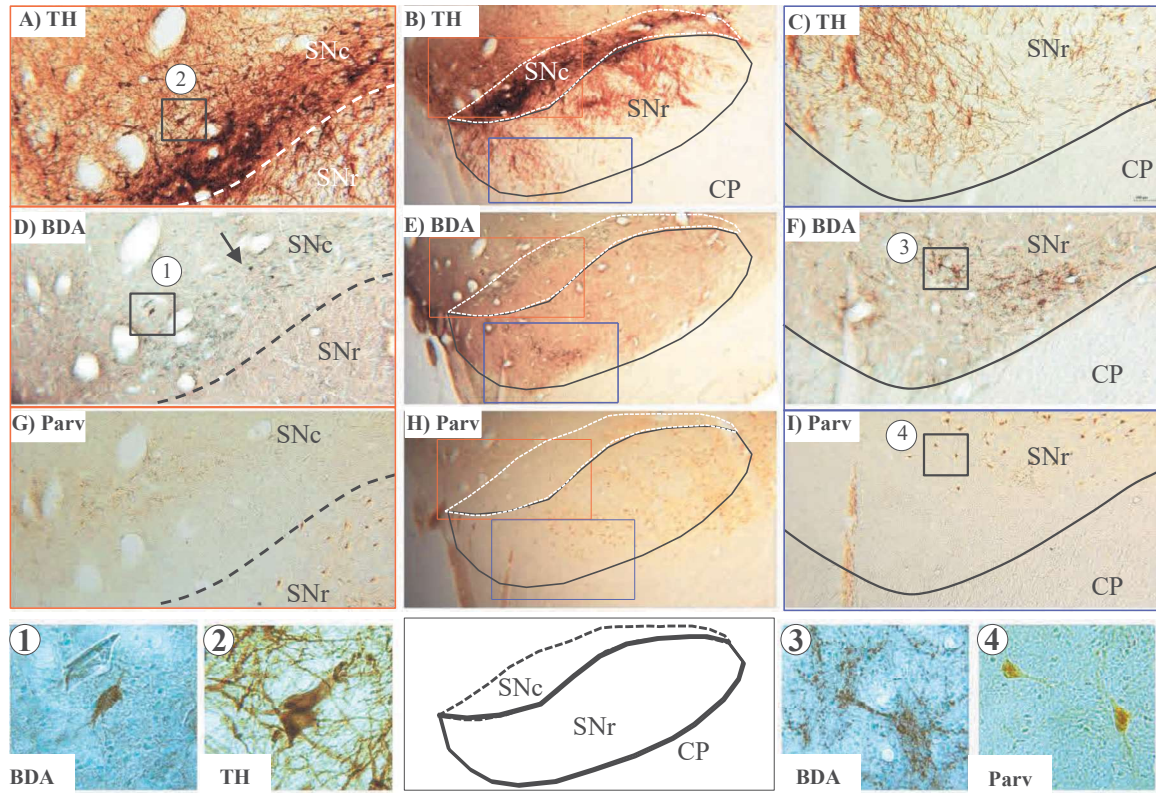 A) TH
SNc
2
SNr
B) TH
SNc
SNr
CP
C) TH
SNr
CP
D) BDA
SNc
1
SNr
E) BDA
F) BDA
SNr
3
CP
G) Parv
SNc
SNr
H) Parv
I) Parv
4
SNr
CP
1
BDA
2
TH
SNc
SNr
CP
3
BDA
4
Parv